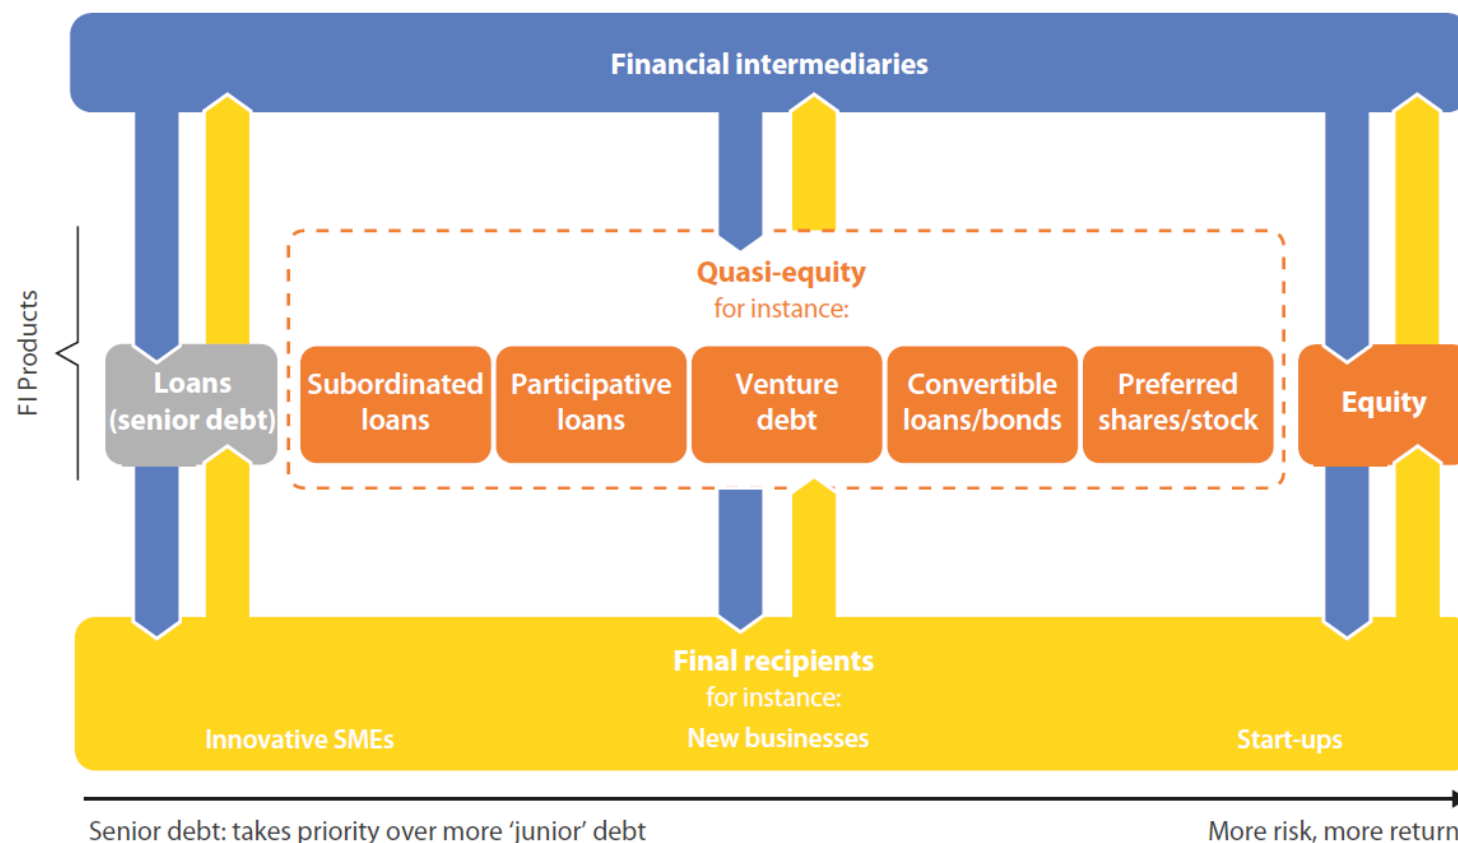 Financial intermediaries
FI Products
Quasi-equity
for instance:
Loans
(senior debt)
Subordinated
loans
Participative
loans
Venture
debt
Convertible
loans/bonds
Preferred
shares/stock
Equity
Final recipients
for instance:
Innovative SMEs
New businesses
Start-ups
Senior debt: takes priority over more ‘junior’ debt
More risk, more return